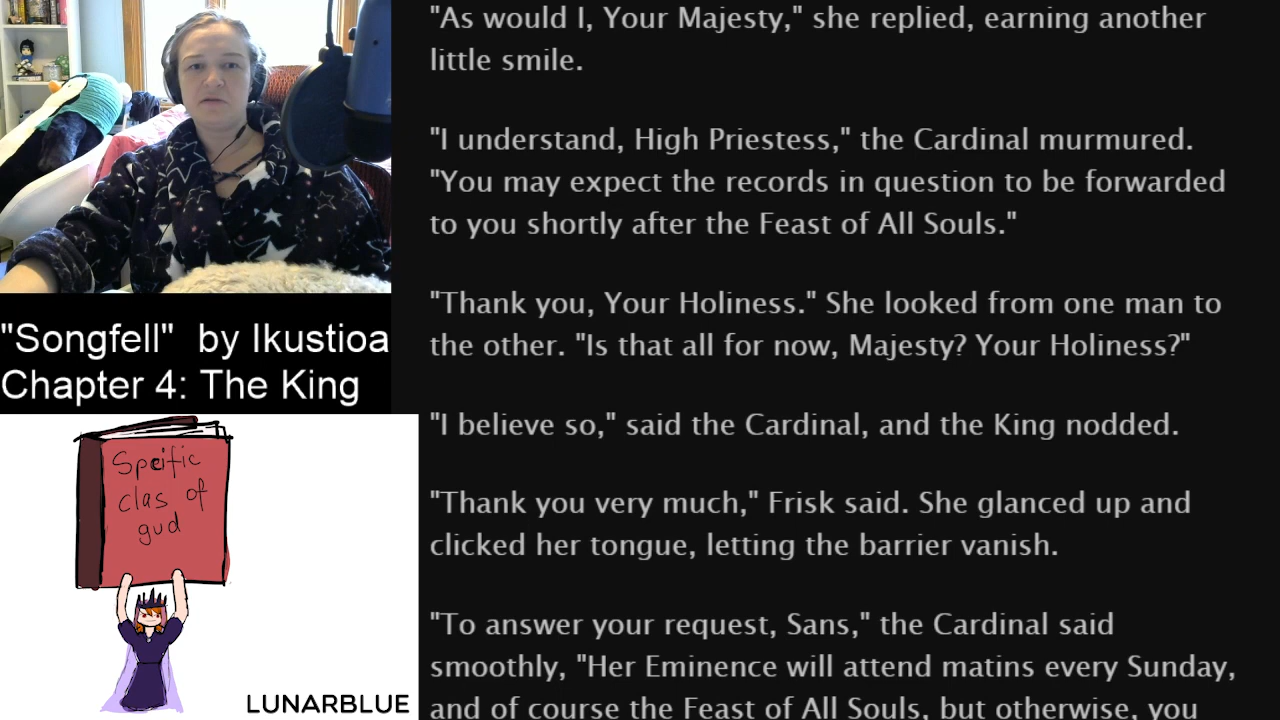 "As would I, Your Majesty," she replied, earning another
little smile.
"I understand, High Priestess," the Cardinal murmured.
"You may expect the records in question to be forwarded
to you shortly after the Feast of All Souls."
"Thank you, Your Holiness." She looked from one man to
the other. "Is that all for now, Majesty? Your Holiness?"
"I believe so," said the Cardinal, and the King nodded.
"Thank you very much," Frisk said. She glanced up and
clicked her tongue, letting the barrier vanish.
"To answer your request, Sans," the Cardinal said
smoothly, "Her Eminence will attend matins every Sunday,
and of course the Feast of All Souls, but otherwise, you
"Songfell" by Ikustioa
Chapter 4: The King
Speific
clas of
gud
LUNARBLUE